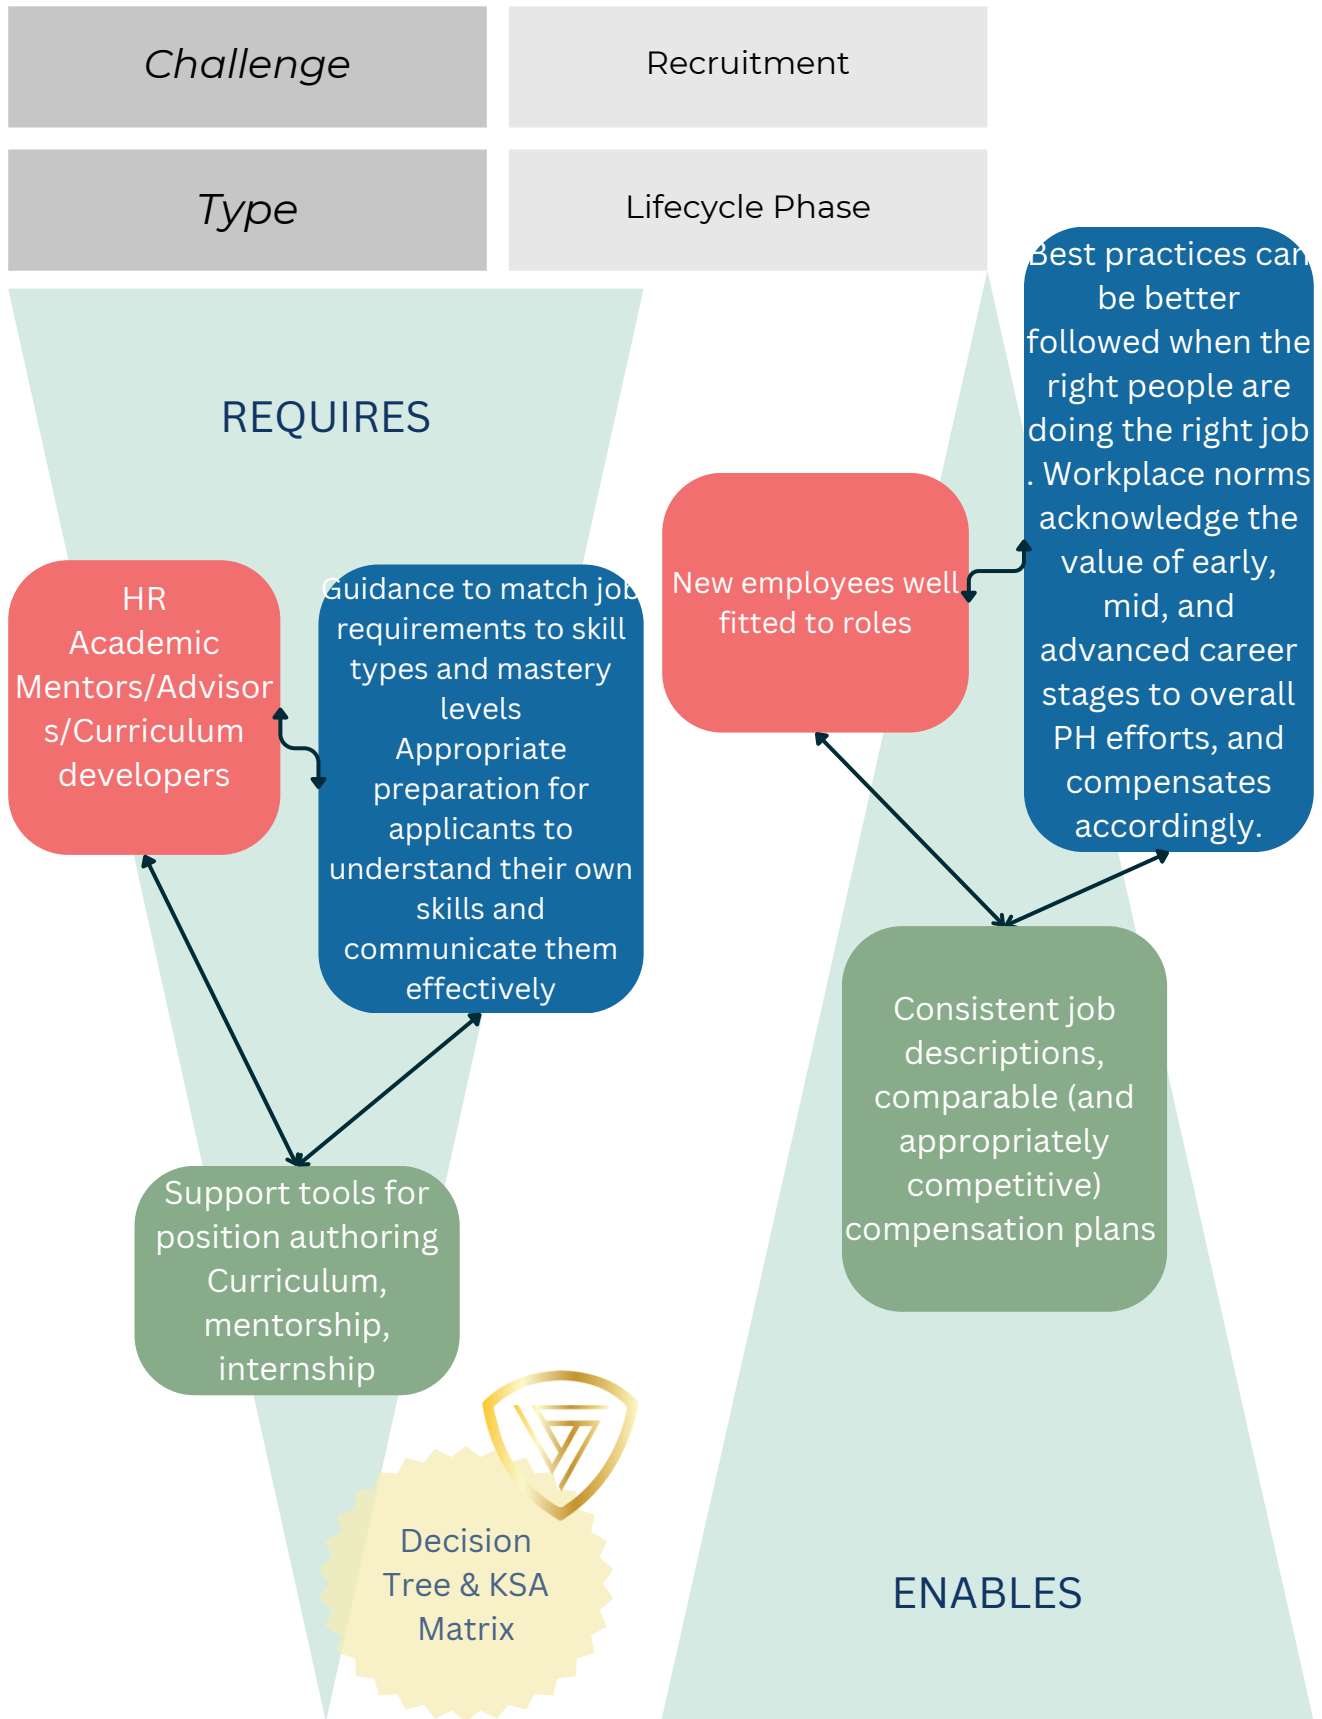 Challenge
Recruitment
Type
Lifecycle Phase
REQUIRES
HR
Academic
Mentors/Advisor
s/Curriculum
developers
Guidance to match job
requirements to skill
types and mastery
levels
Appropriate
preparation for
applicants to
understand their own
skills and
communicate them
effectively
Support tools for
position authoring
Curriculum,
mentorship,
internship
Decision
Tree & KSA
Matrix
New employees well
fitted to roles
Best practices can
be better
followed when the
right people are
doing the right job
. Workplace norms
acknowledge the
value of early,
mid, and
advanced career
stages to overall
PH efforts, and
compensates
accordingly.
Consistent job
descriptions,
comparable (and
appropriately
competitive)
compensation plans
ENABLES